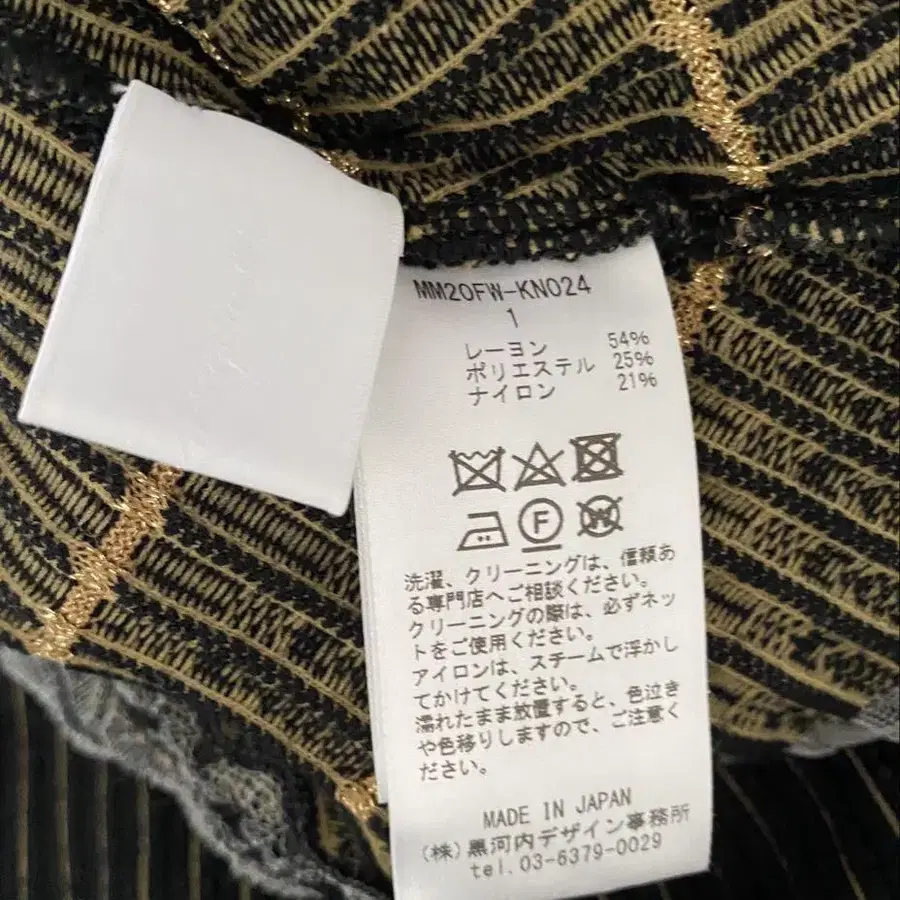 MM20FW-KN024
1
レーヨン 54%
ポリエステル 25%
ナイロン 21%
F
W
洗濯、クリーニングは、信頼あ
る専門店へご相談ください。
クリーニングの際は、必ずネッ
トをご使用ください。
アイロンは、スチームで浮かし
てかけてください。
濡れたまま放置すると、色泣き
や色移りしますので、ご注意く
ださい。
MADE IN JAPAN
(株)黒河内デザイン事務所
tel.03-6379-0029